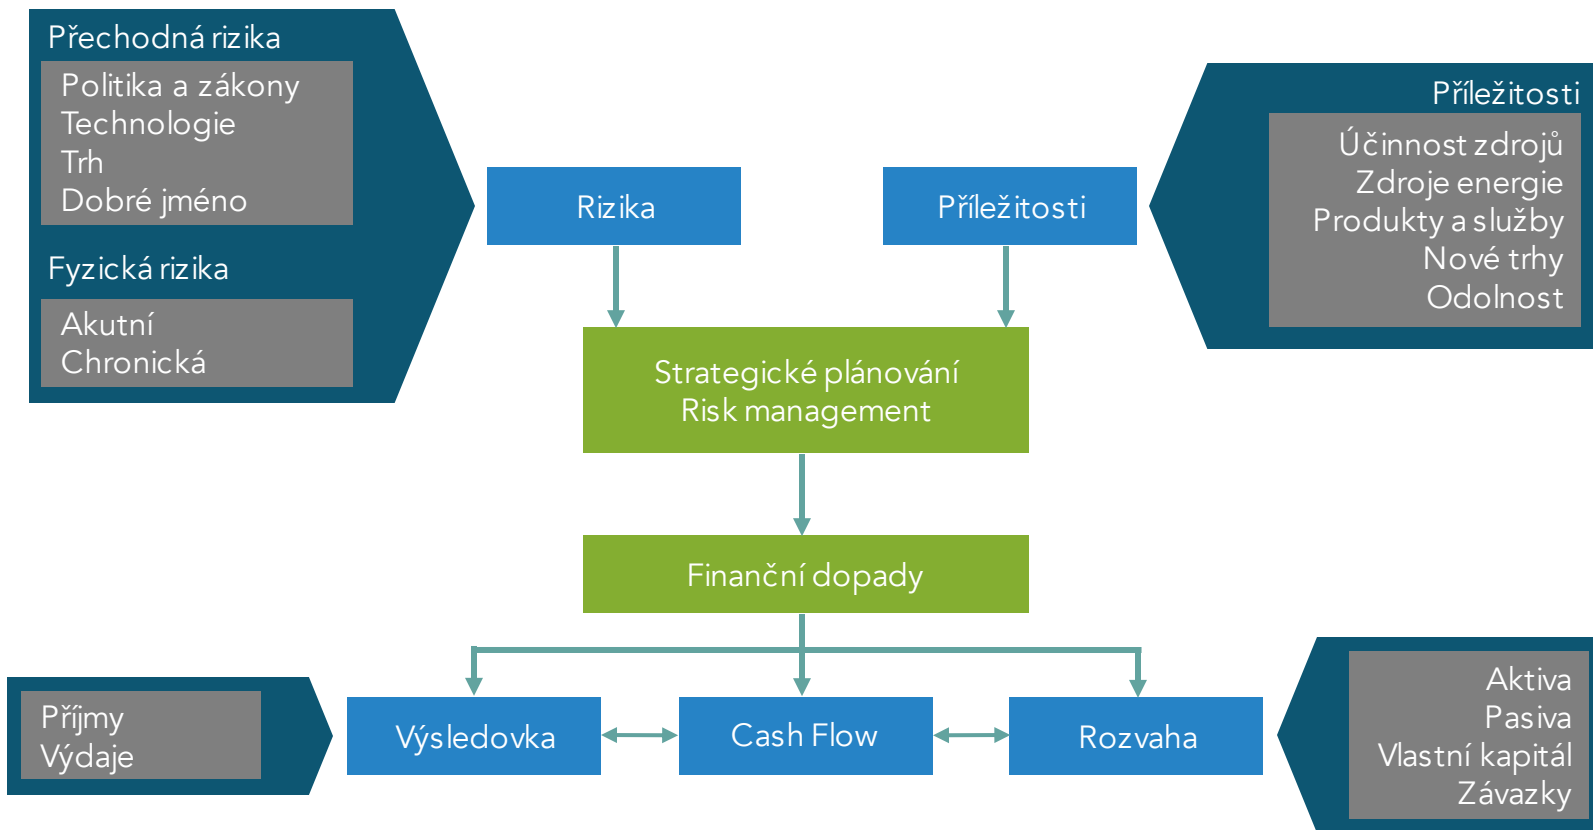 Přechodná rizika
Politika a zákony
Technologie
Trh
Dobré jméno
Fyzická rizika
Akutní
Chronická
Rizika
Příležitosti
Příležitosti
Účinnost zdrojů
Zdroje energie
Produkty a služby
Nové trhy
Odolnost
Strategické plánování
Risk management
Finanční dopady
Příjmy
Výdaje
Výsledovka
Cash Flow
Rozvaha
Aktiva
Pasiva
Vlastní kapitál
Závazky